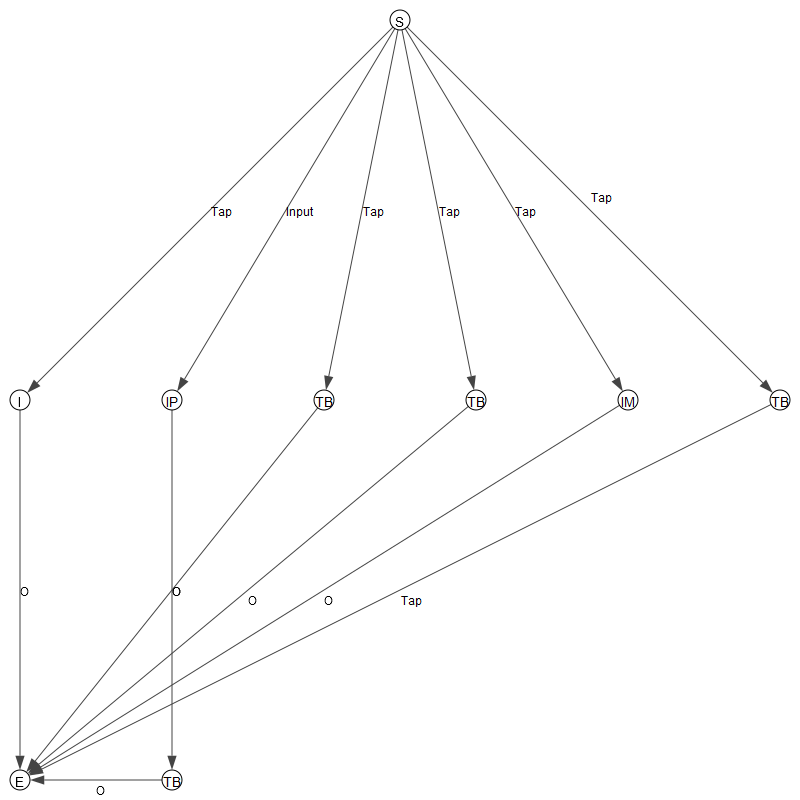 S
Tap
Tap Input Tap Tap Tap
I IP TB TB IM TB
O O
O O Tap
E TB
O